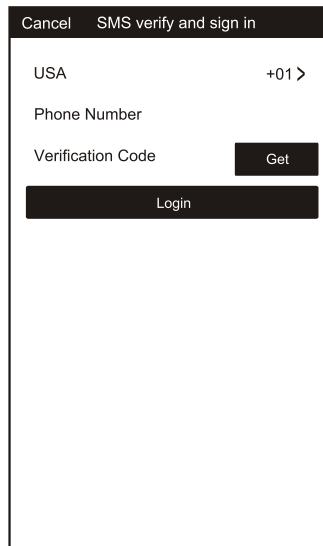 Cancel SMS verify and sign in
USA +01 >
Phone Number
Verification Code Get
Login